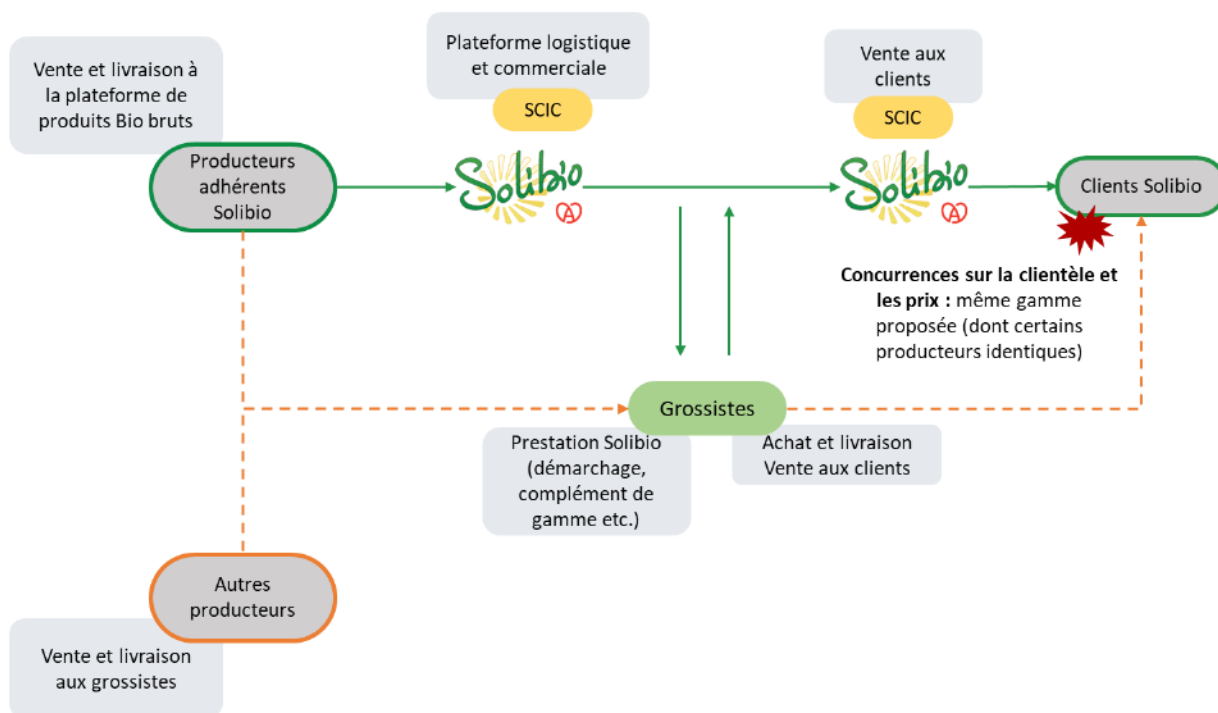 Vente et livraison à
la plateforme de
produits Bio bruts
Plateforme logistique
et commerciale
SCIC
Vente aux
clients
SCIC
Producteurs
adhérents
Solibio
Solibio
A
Solibio
A
Clients Solibio
Concurrences sur la clientèle et
les prix : même gamme
proposée (dont certains
producteurs identiques)
Grossistes
Prestation Solibio
(démarchage,
complément de
gamme etc.)
Achat et livraison
Vente aux clients
Autres
producteurs
Vente et livraison
aux grossistes